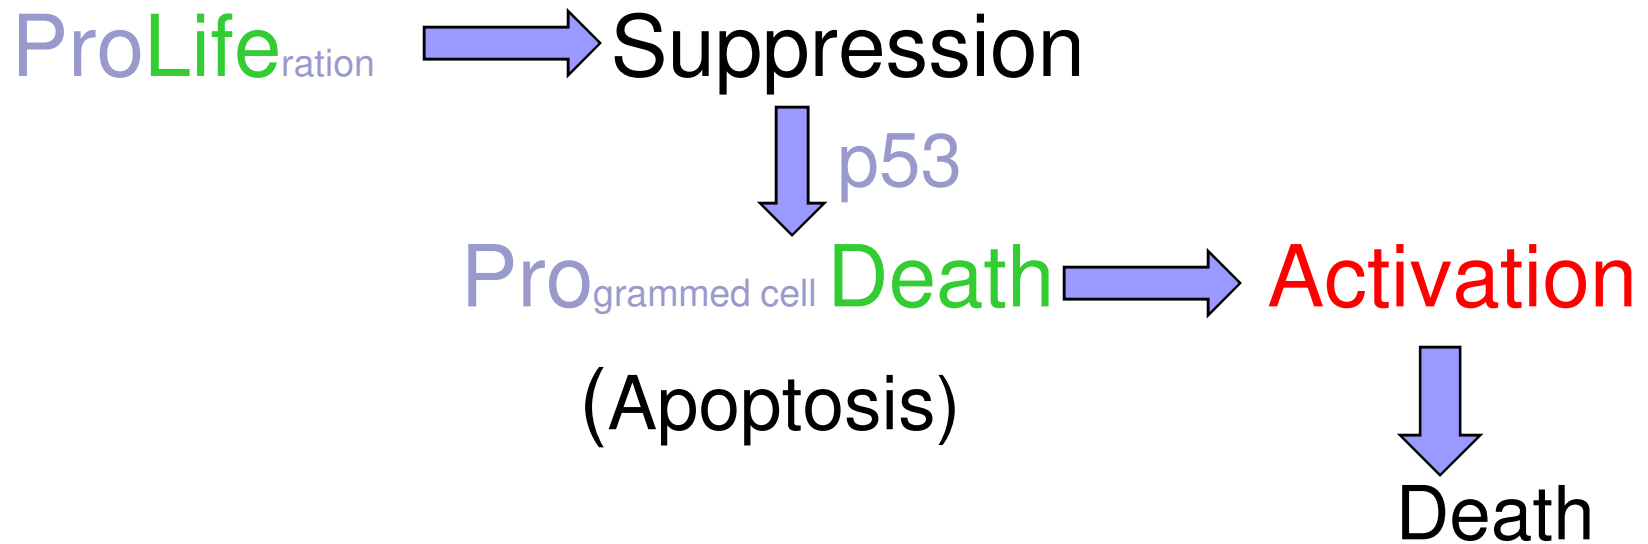 ProLiferation Suppression
p53
Programmed cell Death Activation
(Apoptosis)
Death